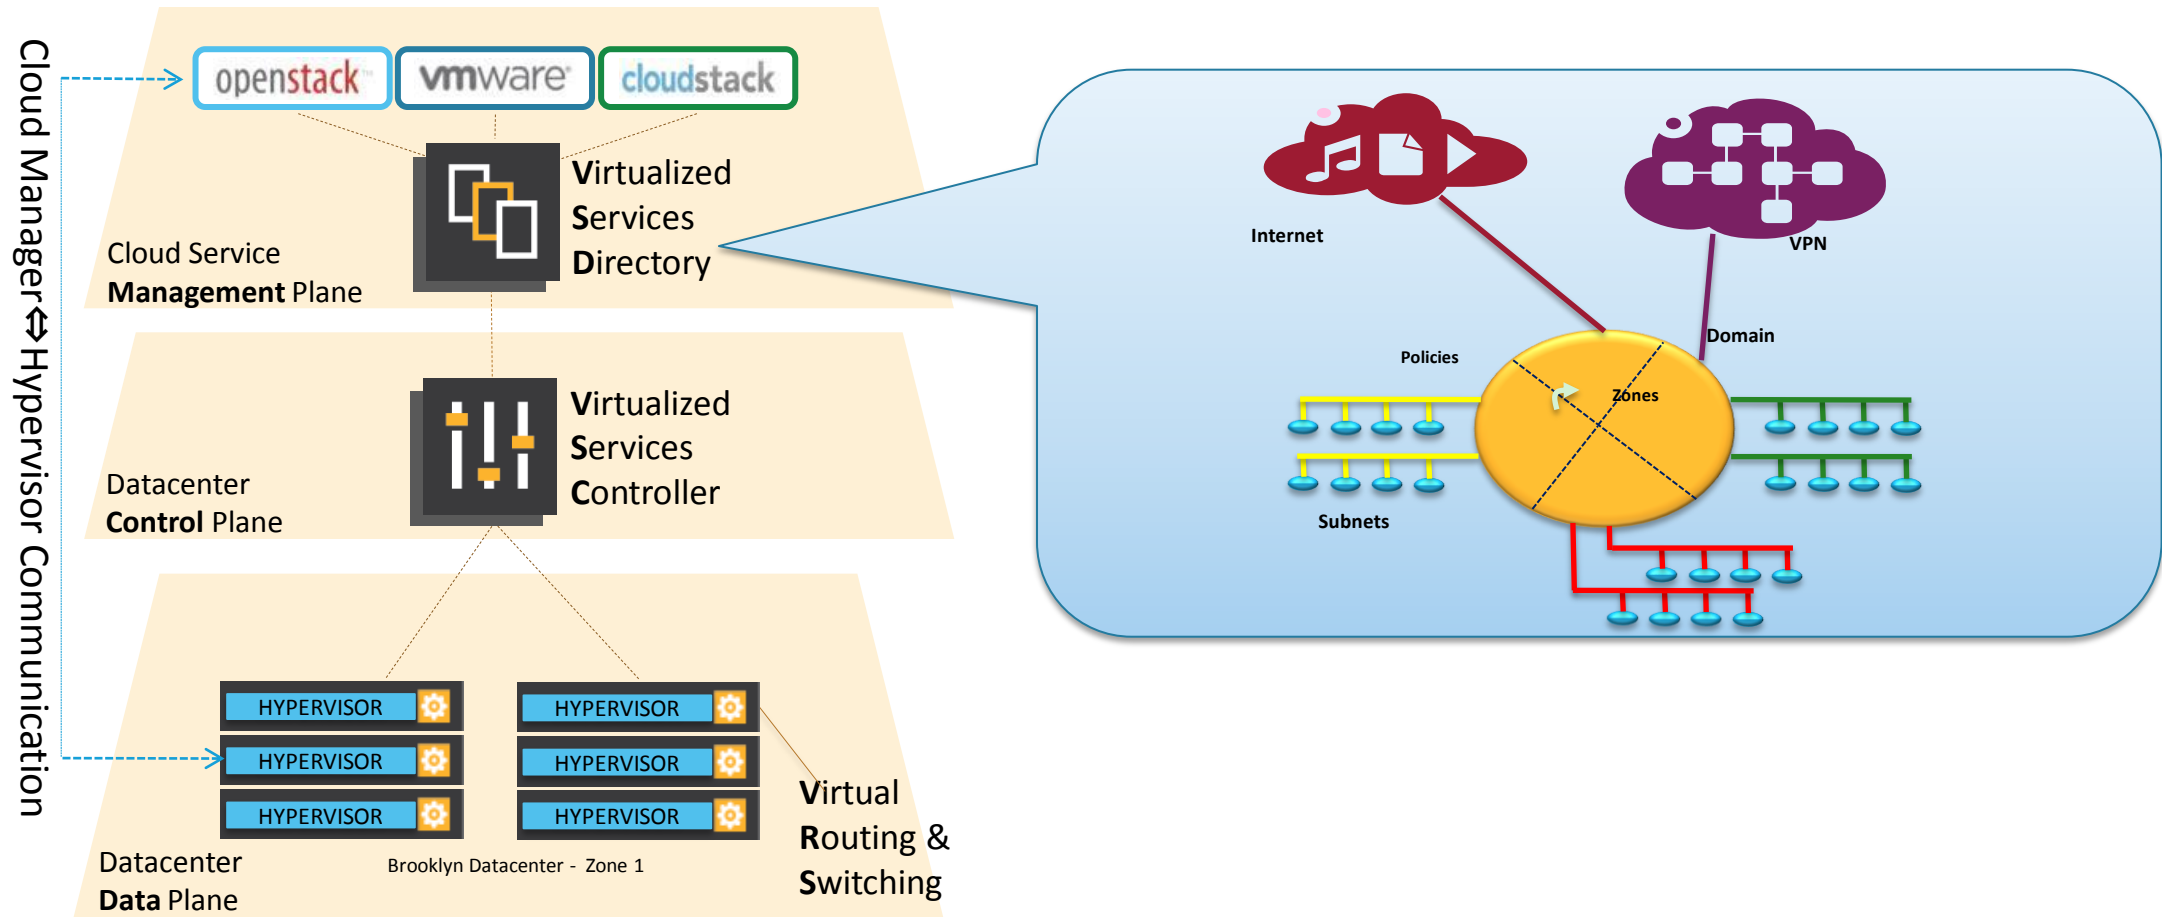 Cloud Manager⇔Hypervisor Communication
openstack™
vmware®
cloudstack
Virtualized
Services
Directory
Cloud Service
Management Plane
Virtualized
Services
Controller
Datacenter
Control Plane
HYPERVISOR
HYPERVISOR
HYPERVISOR
HYPERVISOR
HYPERVISOR
HYPERVISOR
Virtual
Routing &
Switching
Brooklyn Datacenter - Zone 1
Datacenter
Data Plane
Internet
VPN
Domain
Policies
Zones
Subnets